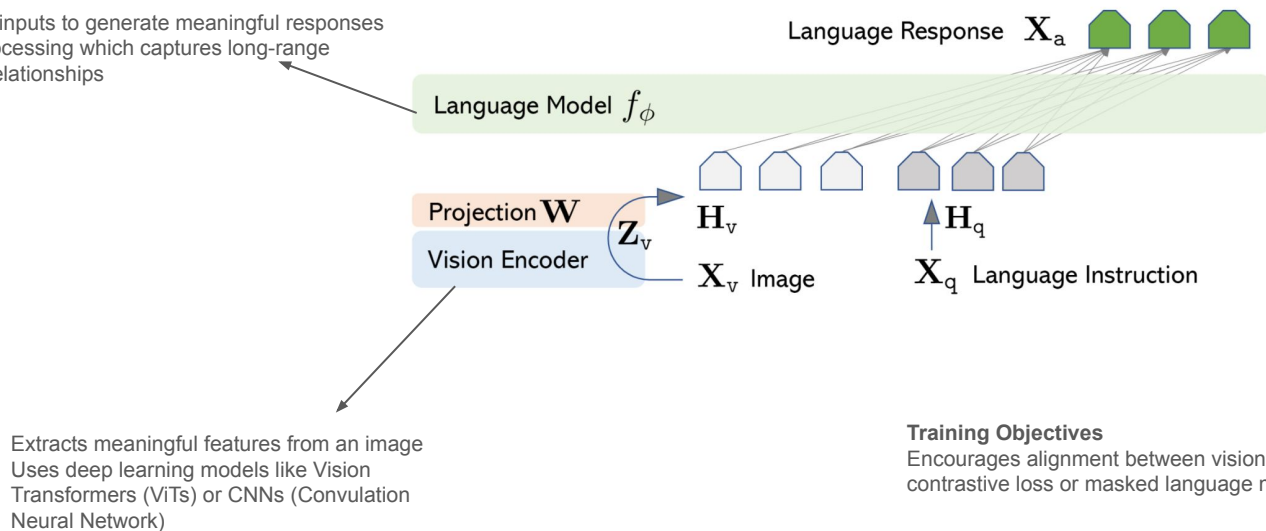 inputs to generate meaningful responses
ocessing which captures long-range
elationships
Language Response X_a
Language Model f_ϕ
Projection W
Z_v
H_v
H_q
Vision Encoder
X_v Image
X_q Language Instruction
Extracts meaningful features from an image
Uses deep learning models like Vision
Transformers (ViTs) or CNNs (Convulation
Neural Network)
Training Objectives
Encourages alignment between vision
contrastive loss or masked language